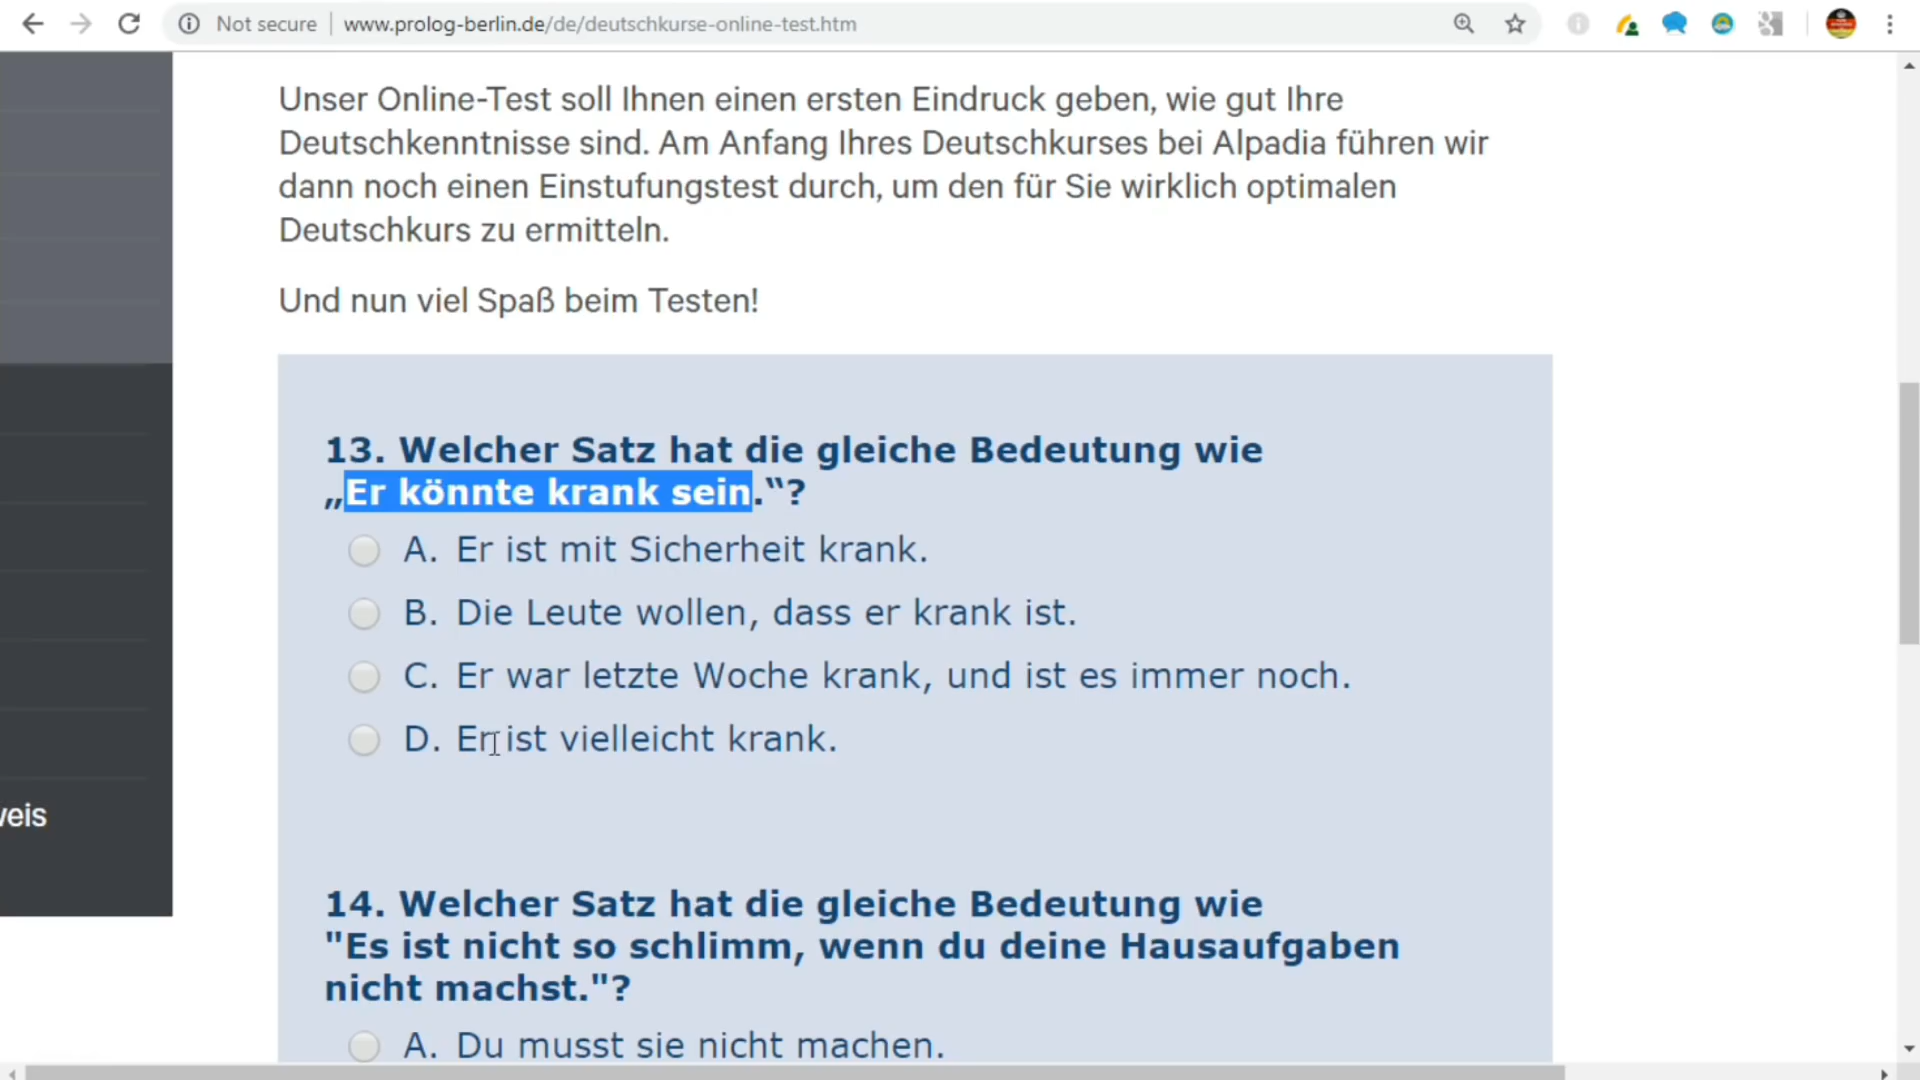 Not secure www.prolog-berlin.de/de/deutschkurse-online-test.htm
Unser Online-Test soll Ihnen einen ersten Eindruck geben, wie gut Ihre
Deutschkenntnisse sind. Am Anfang Ihres Deutschkurses bei Alpadia führen wir
dann noch einen Einstufungstest durch, um den für Sie wirklich optimalen
Deutschkurs zu ermitteln.
Und nun viel Spaß beim Testen!
13. Welcher Satz hat die gleiche Bedeutung wie
„Er könnte krank sein.“?
A. Er ist mit Sicherheit krank.
B. Die Leute wollen, dass er krank ist.
C. Er war letzte Woche krank, und ist es immer noch.
D. Er ist vielleicht krank.
veis
14. Welcher Satz hat die gleiche Bedeutung wie
"Es ist nicht so schlimm, wenn du deine Hausaufgaben
nicht machst."?
A. Du musst sie nicht machen.